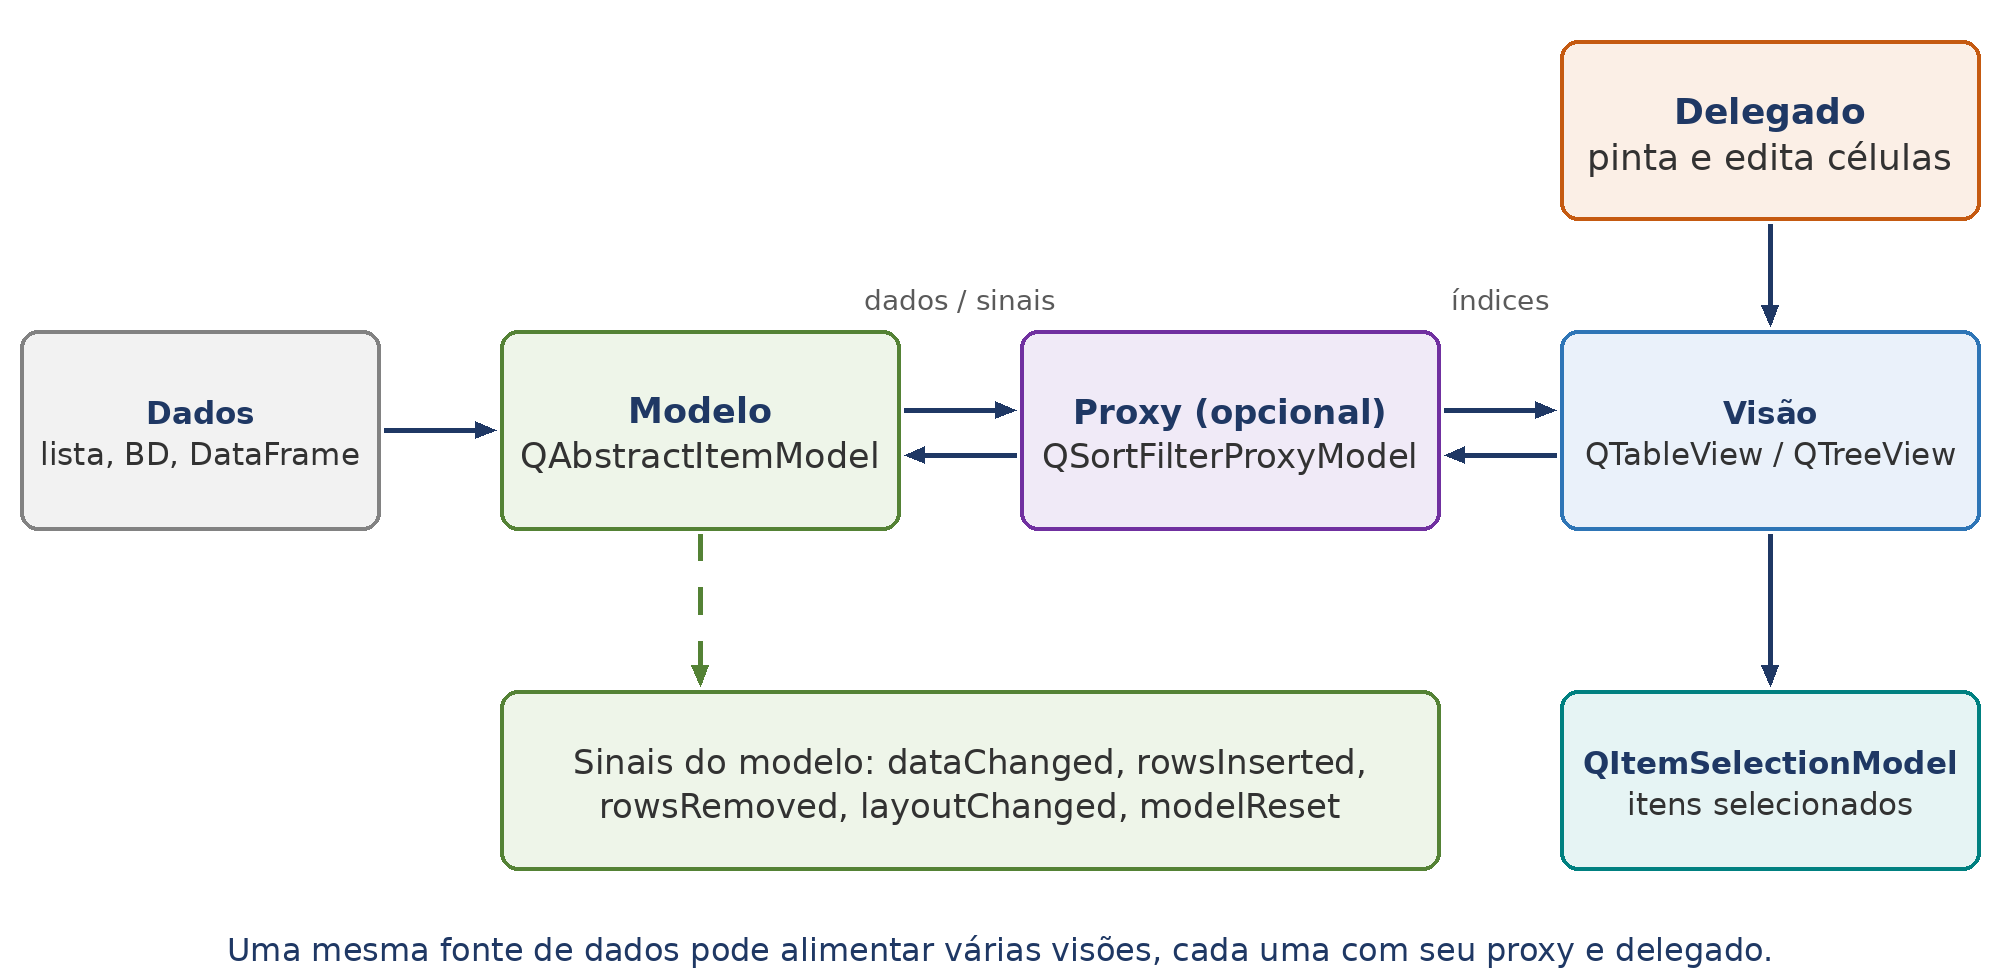 Delegado
pinta e edita células
dados / sinais
índices
Dados
lista, BD, DataFrame
Modelo
QAbstractItemModel
Proxy (opcional)
QSortFilterProxyModel
Visão
QTableView / QTreeView
Sinais do modelo: dataChanged, rowsInserted,
rowsRemoved, layoutChanged, modelReset
QItemSelectionModel
itens selecionados
Uma mesma fonte de dados pode alimentar várias visões, cada uma com seu proxy e delegado.